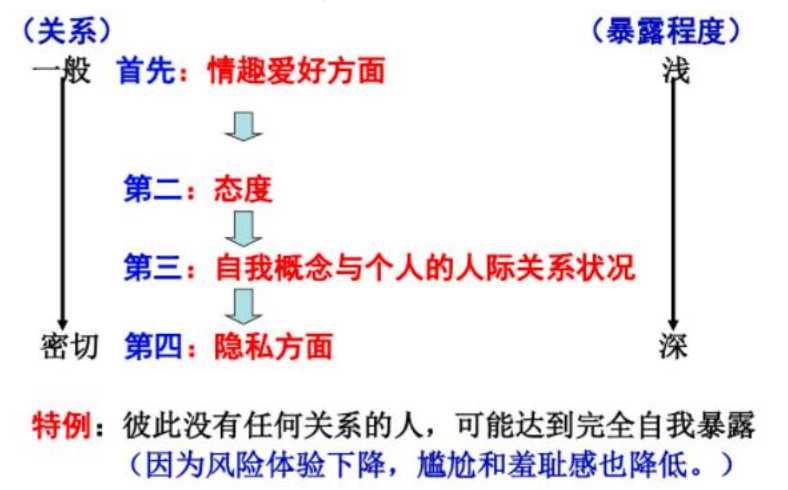 （关系） （暴露程度）
一般 首先：情趣爱好方面 浅
第二：态度
第三：自我概念与个人的人际关系状况
密切 第四：隐私方面 深
特例：彼此没有任何关系的人，可能达到完全自我暴露
（因为风险体验下降，尴尬和羞耻感也降低。）